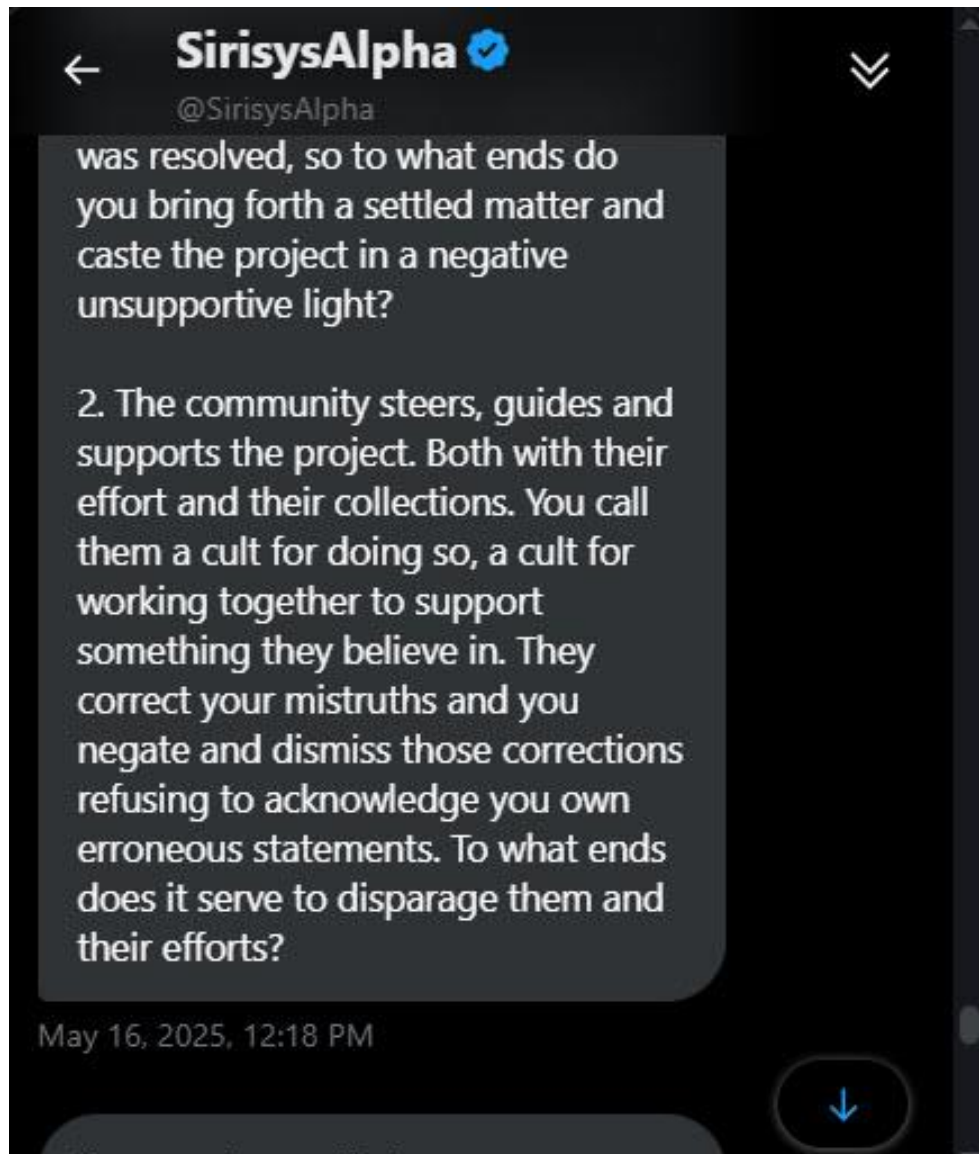 SirisysAlpha
@SirisysAlpha
was resolved, so to what ends do
you bring forth a settled matter and
caste the project in a negative
unsupportive light?
2. The community steers, guides and
supports the project. Both with their
effort and their collections. You call
them a cult for doing so, a cult for
working together to support
something they believe in. They
correct your mistruths and you
negate and dismiss those corrections
refusing to acknowledge you own
erroneous statements. To what ends
does it serve to disparage them and
their efforts?
May 16, 2025, 12:18 PM